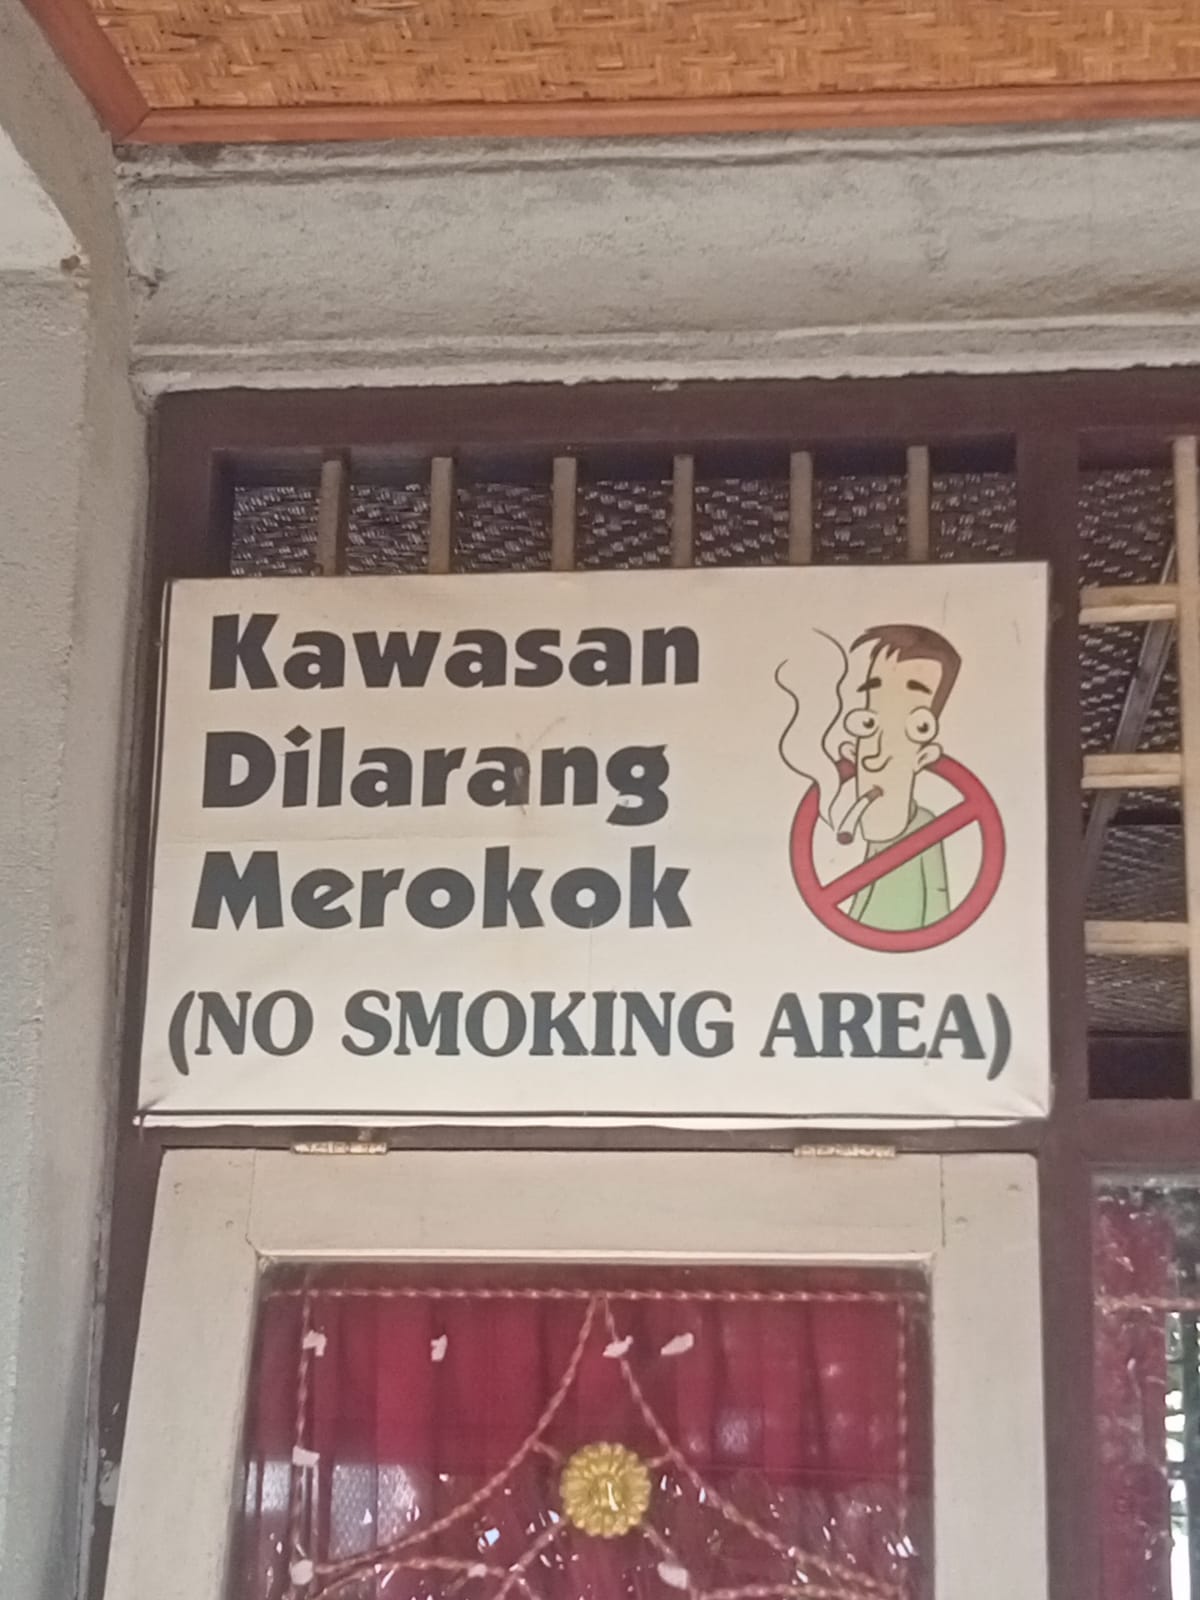 Kawasan
Dilarang
Merokok
(NO SMOKING AREA)